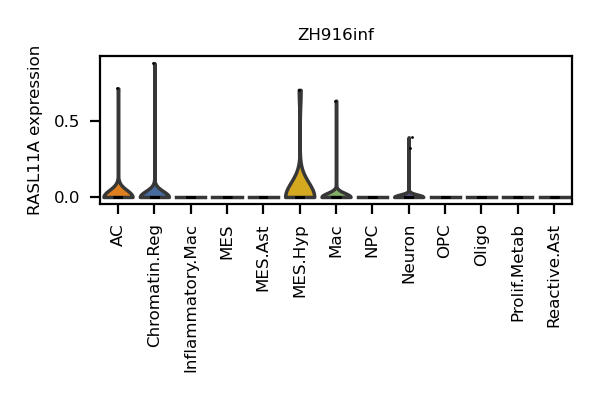 ZH916inf
RASL11A expression
0.5
0.0
AC
Chromatin.Reg
Inflammatory.Mac
MES
MES.Ast
MES.Hyp
Mac
NPC
Neuron
OPC
Oligo
Prolif.Metab
Reactive.Ast